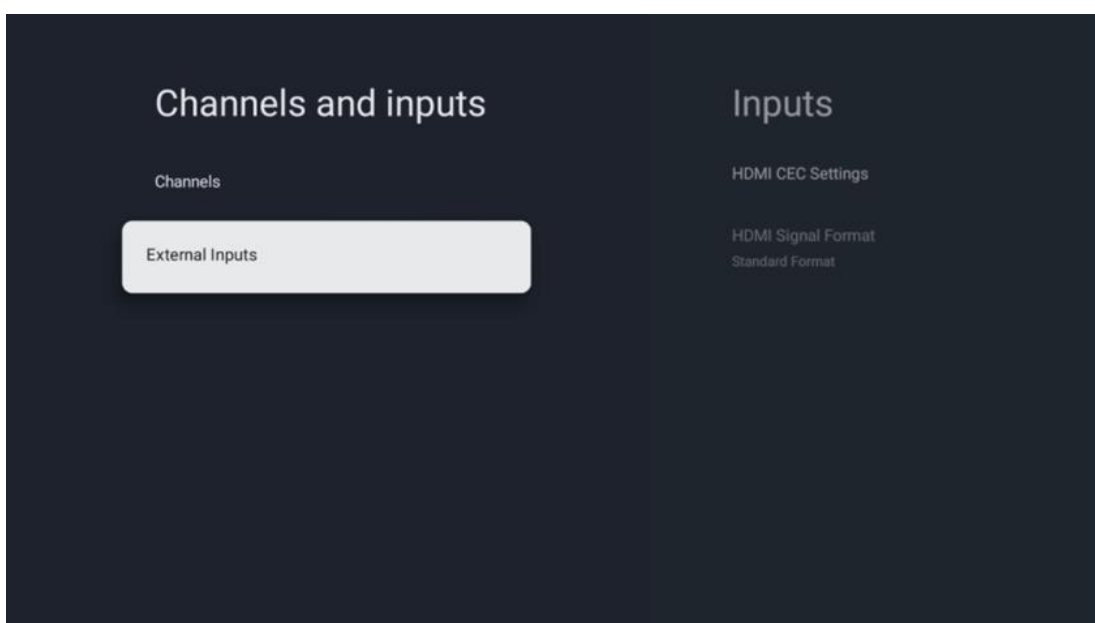 Channels and inputs
Channels
External Inputs
Inputs
HDMI CEC Settings
HDMI Signal Format
Standard Format